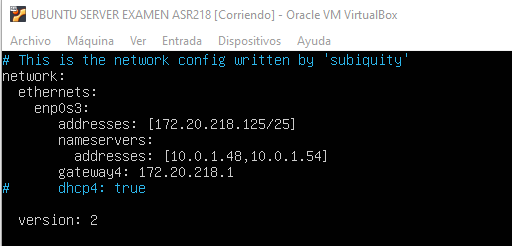 UBUNTU SERVER EXAMEN ASR218 [Corriendo] - Oracle VM VirtualBox
Archivo Máquina Ver Entrada Dispositivos Ayuda
# This is the network config written by 'subiquity'
network:
  ethernets:
    enp0s3:
       addresses: [172.20.218.125/25]
       nameservers:
         addresses: [10.0.1.48,10.0.1.54]
       gateway4: 172.20.218.1
#      dhcp4: true
  version: 2